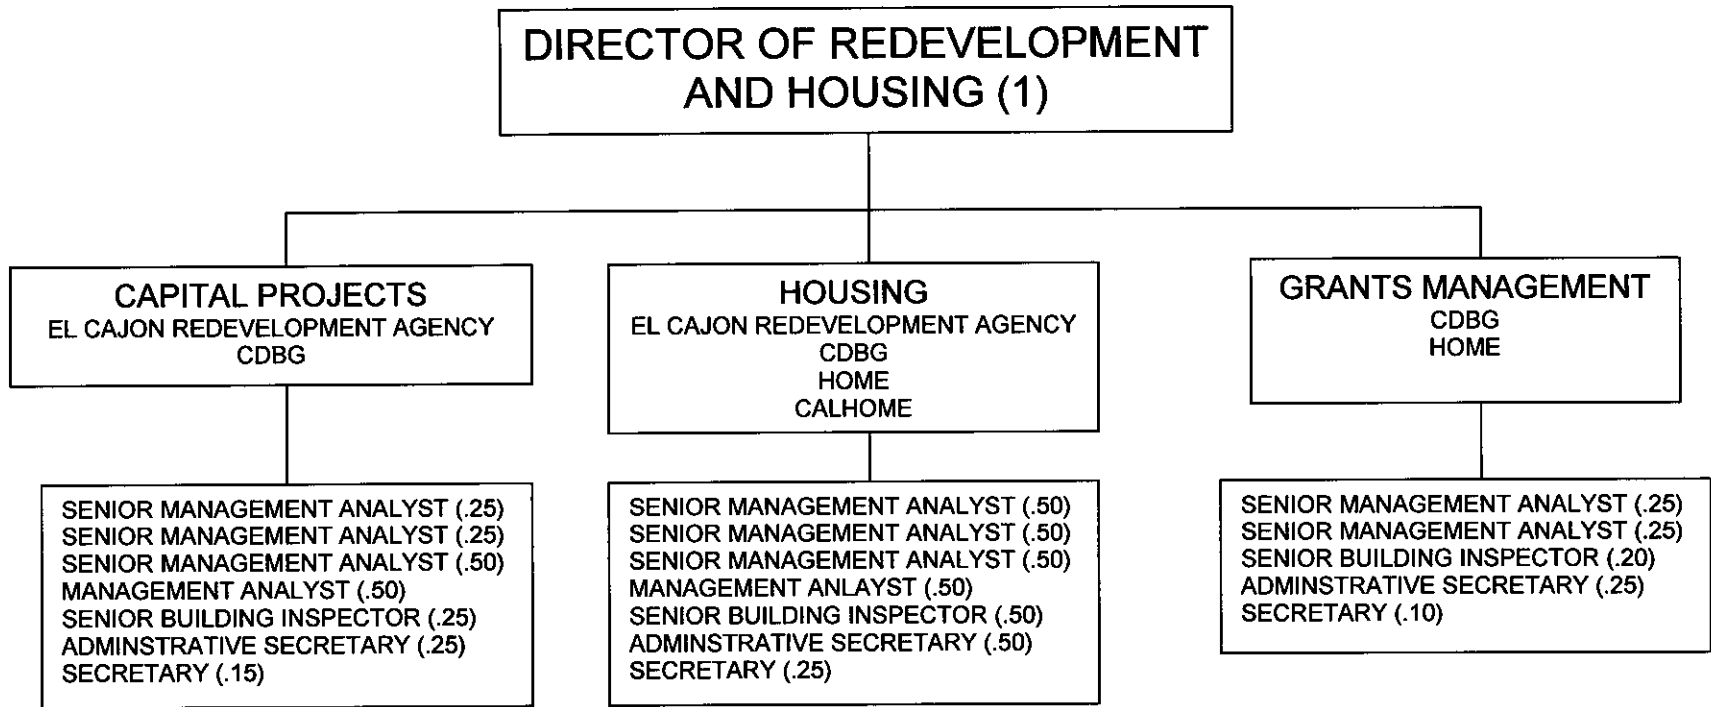 DIRECTOR OF REDEVELOPMENT
AND HOUSING (1)
CAPITAL PROJECTS
EL CAJON REDEVELOPMENT AGENCY
CDBG
HOUSING
EL CAJON REDEVELOPMENT AGENCY
CDBG
HOME
CALHOME
GRANTS MANAGEMENT
CDBG
HOME
SENIOR MANAGEMENT ANALYST (.25)
SENIOR MANAGEMENT ANALYST (.25)
SENIOR MANAGEMENT ANALYST (.50)
MANAGEMENT ANALYST (.50)
SENIOR BUILDING INSPECTOR (.25)
ADMINSTRATIVE SECRETARY (.25)
SECRETARY (.15)
SENIOR MANAGEMENT ANALYST (.50)
SENIOR MANAGEMENT ANALYST (.50)
SENIOR MANAGEMENT ANALYST (.50)
MANAGEMENT ANLAYST (.50)
SENIOR BUILDING INSPECTOR (.50)
ADMINSTRATIVE SECRETARY (.50)
SECRETARY (.25)
SENIOR MANAGEMENT ANALYST (.25)
SENIOR MANAGEMENT ANALYST (.25)
SENIOR BUILDING INSPECTOR (.20)
ADMINSTRATIVE SECRETARY (.25)
SECRETARY (.10)